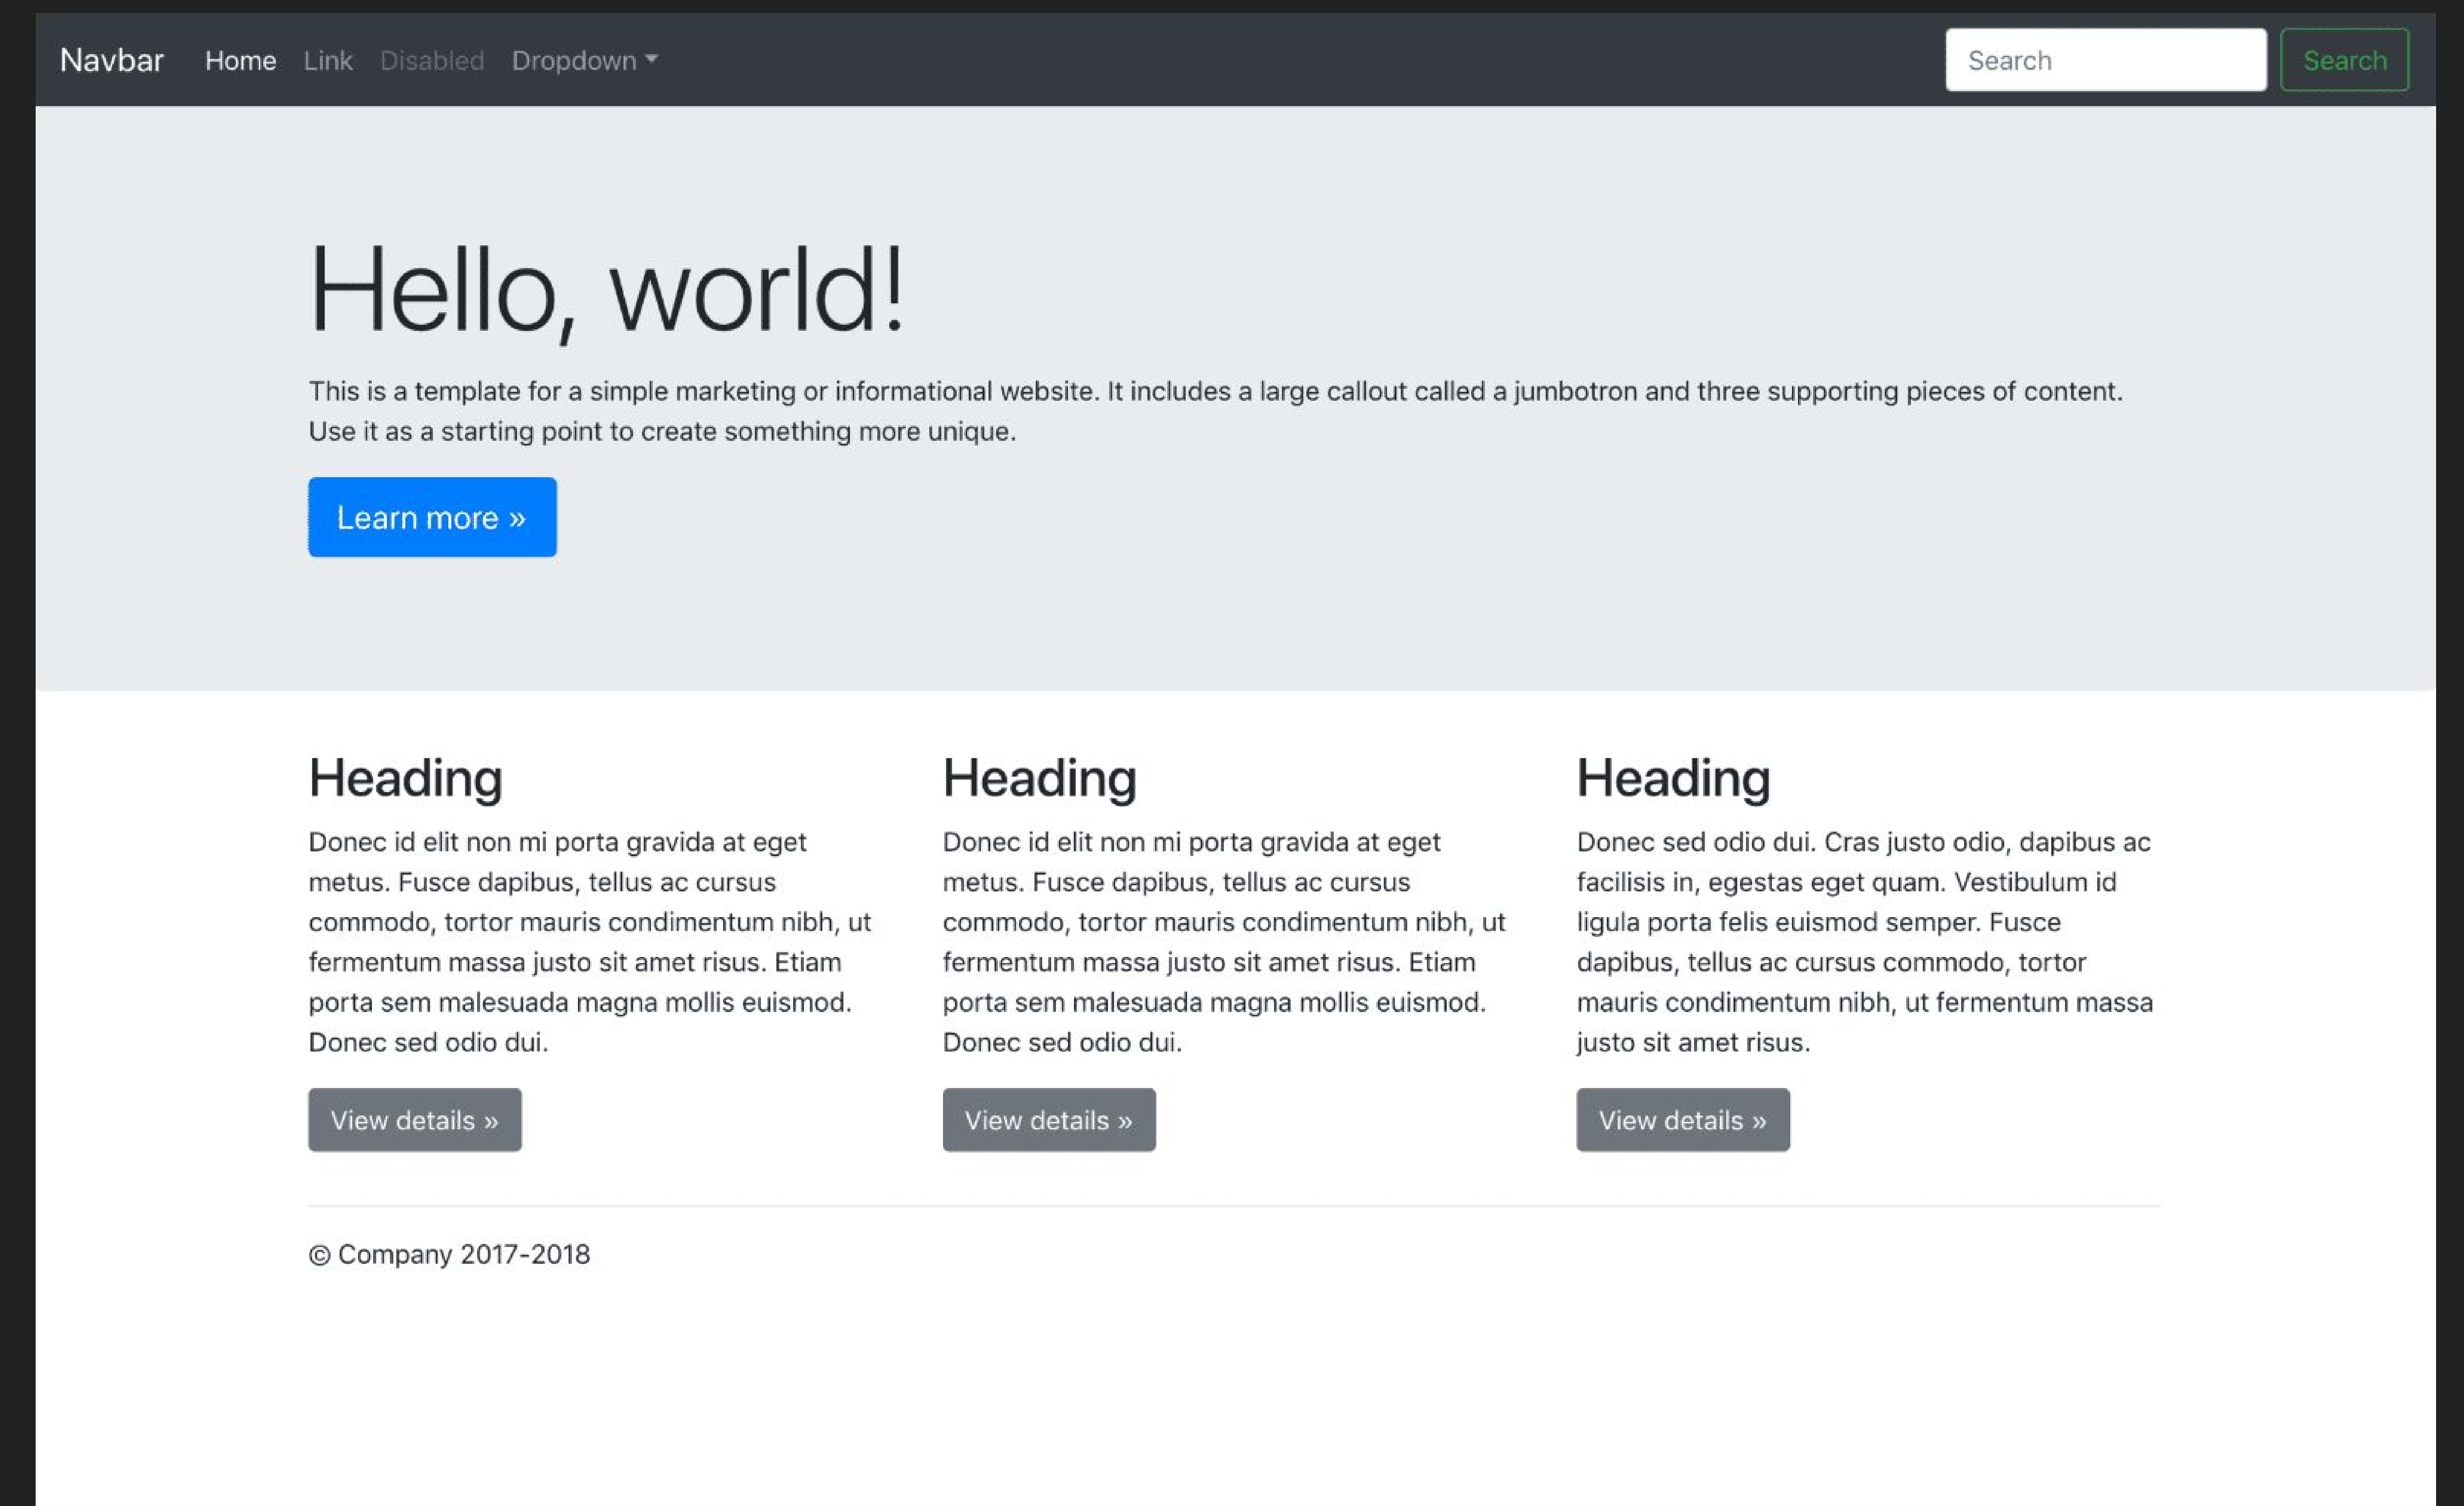 Navbar Home Link Disabled Dropdown Search Search
Hello, world!
This is a template for a simple marketing or informational website. It includes a large callout called a jumbotron and three supporting pieces of content.
Use it as a starting point to create something more unique.
Learn more »
Heading
Donec id elit non mi porta gravida at eget
metus. Fusce dapibus, tellus ac cursus
commodo, tortor mauris condimentum nibh, ut
fermentum massa justo sit amet risus. Etiam
porta sem malesuada magna mollis euismod.
Donec sed odio dui.
View details »
Heading
Donec id elit non mi porta gravida at eget
metus. Fusce dapibus, tellus ac cursus
commodo, tortor mauris condimentum nibh, ut
fermentum massa justo sit amet risus. Etiam
porta sem malesuada magna mollis euismod.
Donec sed odio dui.
View details »
Heading
Donec sed odio dui. Cras justo odio, dapibus ac
facilisis in, egestas eget quam. Vestibulum id
ligula porta felis euismod semper. Fusce
dapibus, tellus ac cursus commodo, tortor
mauris condimentum nibh, ut fermentum massa
justo sit amet risus.
View details »
© Company 2017-2018